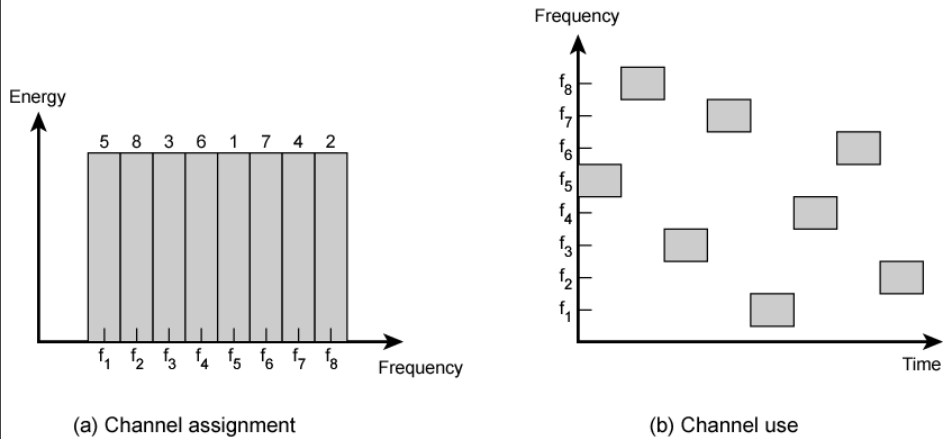 Energy
5 8 3 6 1 7 4 2
f1 f2 f3 f4 f5 f6 f7 f8
Frequency
(a) Channel assignment
Frequency
f8
f7
f6
f5
f4
f3
f2
f1
Time
(b) Channel use